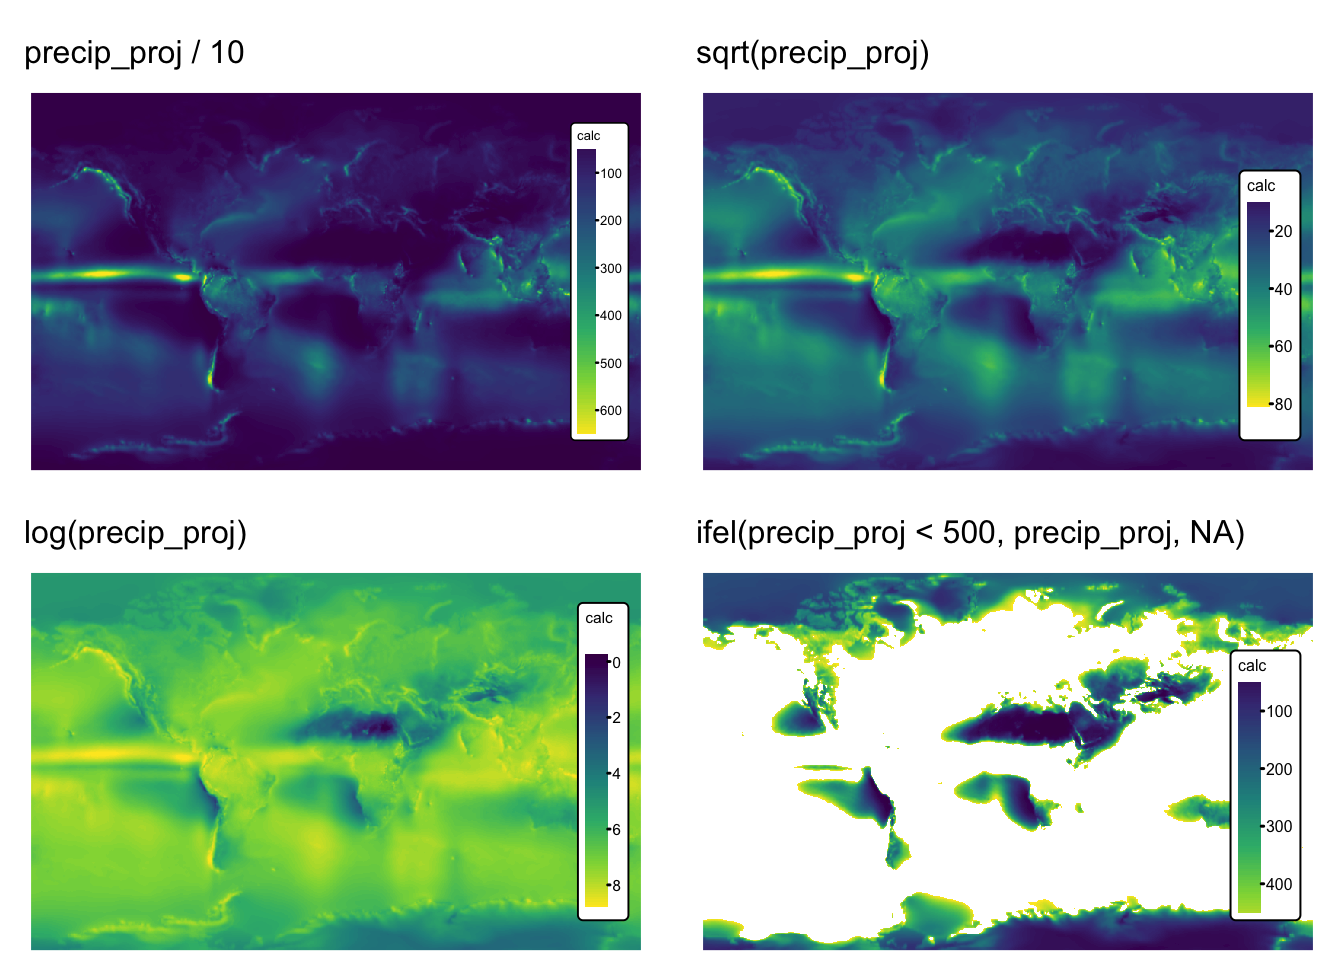 precip_proj / 10
calc
100
200
300
400
500
600
sqrt(precip_proj)
calc
20
40
60
80
log(precip_proj)
calc
0
2
4
6
8
ifel(precip_proj < 500, precip_proj, NA)
calc
100
200
300
400